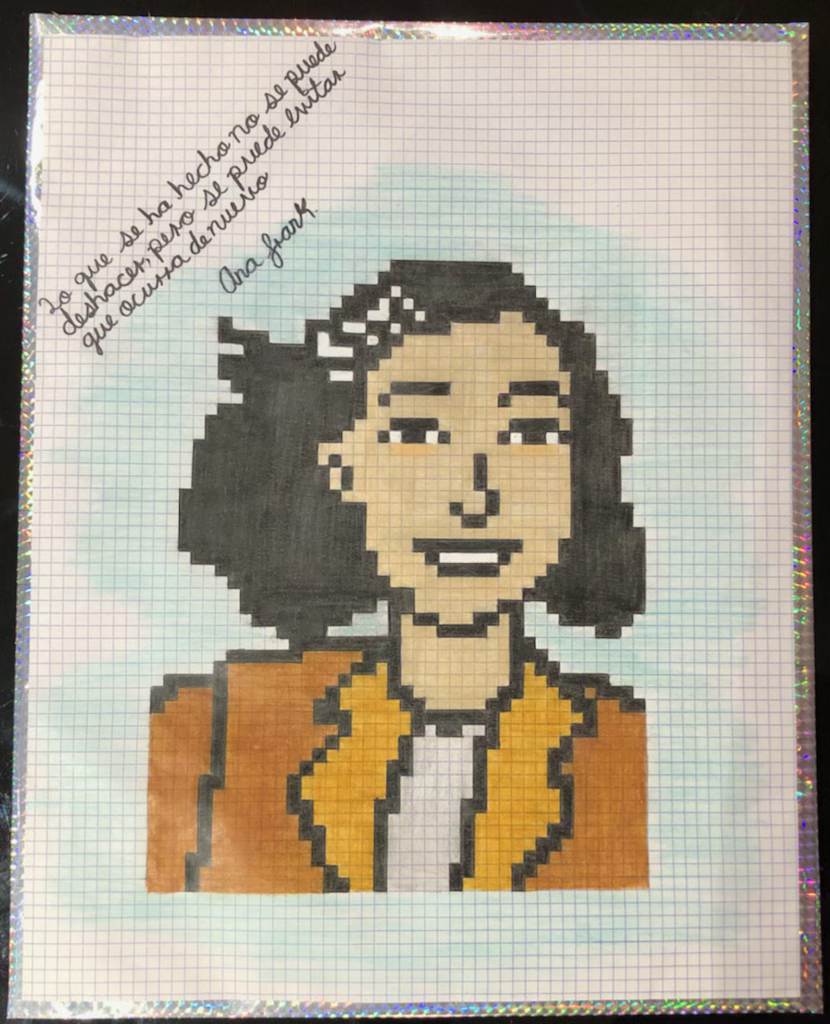 Lo que se ha hecho no se puede
deshacer, pero se puede evitar
que ocurra de nuevo
Ana Frank